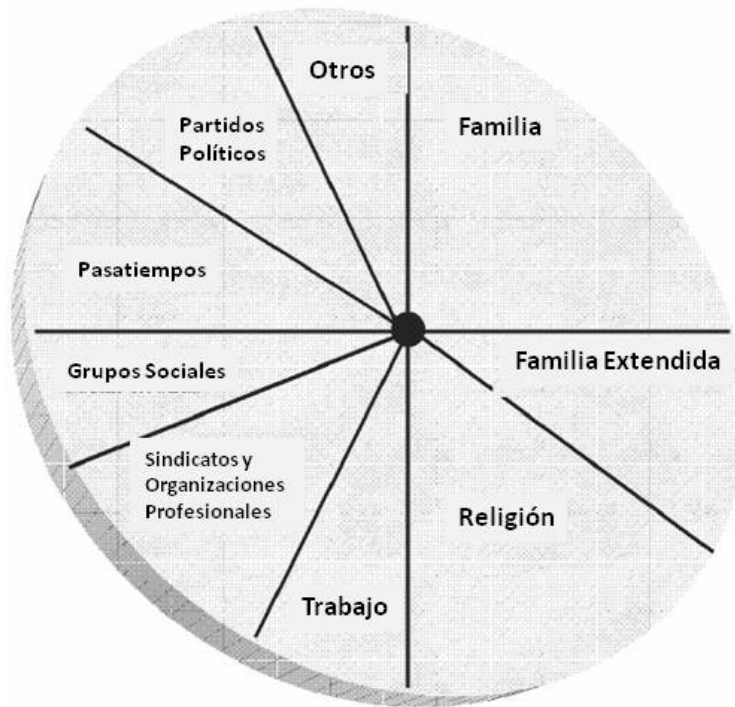 Otros
Familia
Partidos
Políticos
Pasatiempos
Familia Extendida
Grupos Sociales
Sindicatos y
Organizaciones
Profesionales
Religión
Trabajo